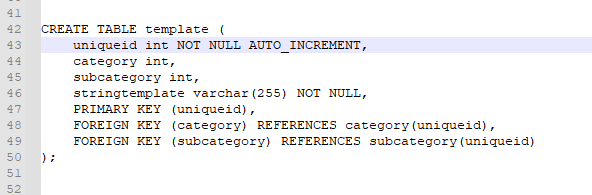 41
42 CREATE TABLE template (
43     uniqueid int NOT NULL AUTO_INCREMENT,
44     category int,
45     subcategory int,
46     stringtemplate varchar(255) NOT NULL,
47     PRIMARY KEY (uniqueid),
48     FOREIGN KEY (category) REFERENCES category(uniqueid),
49     FOREIGN KEY (subcategory) REFERENCES subcategory(uniqueid)
50 );
51
52